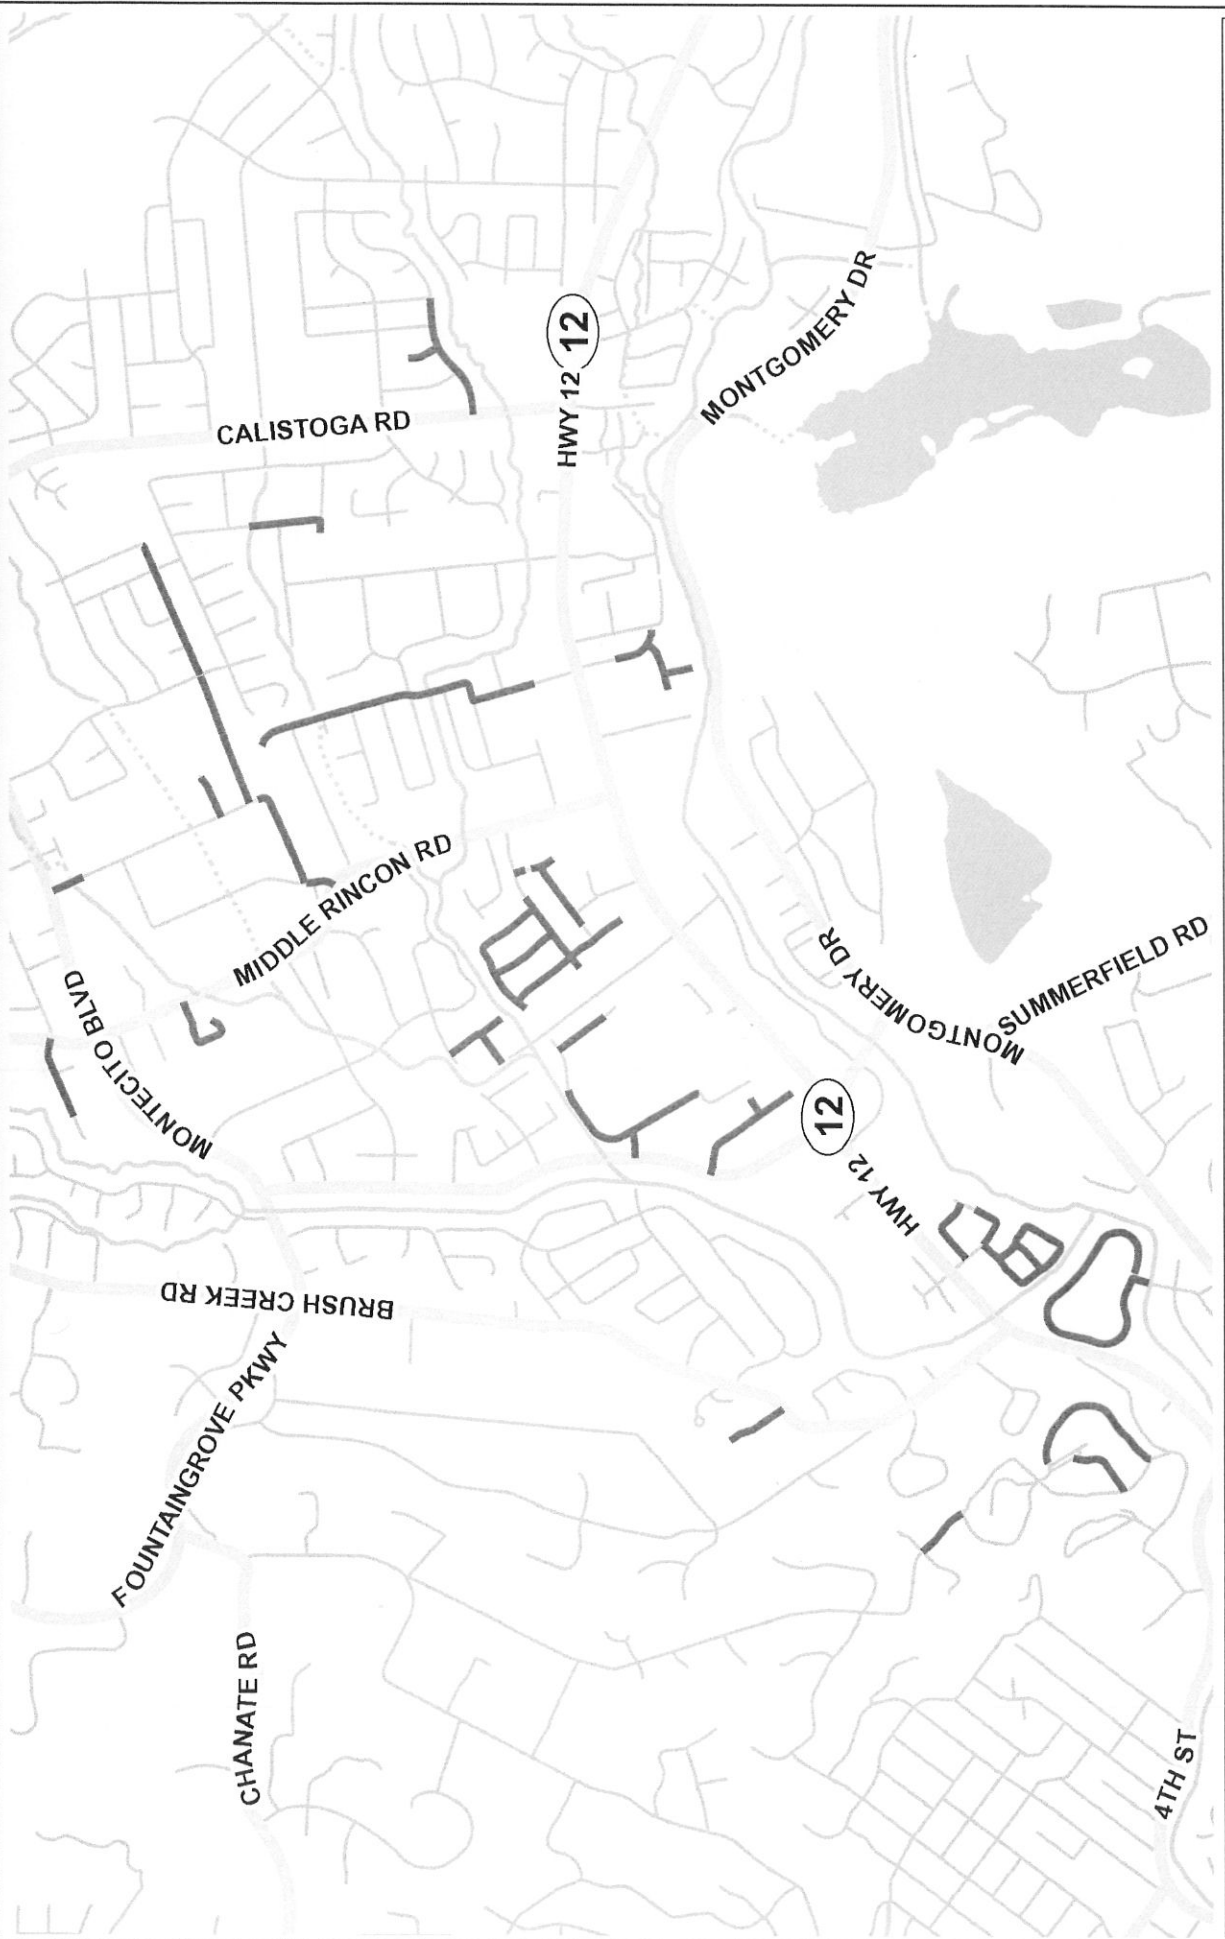 CALISTOGA RD
HWY 12
12
MONTGOMERY DR
MIDDLE RINCON RD
MONTECITO BLVD
MONTGOMERY DR
SUMMERFIELD RD
12
HWY 12
BRUSH CREEK RD
FOUNTAINGROVE PKWY
CHANATE RD
4TH ST